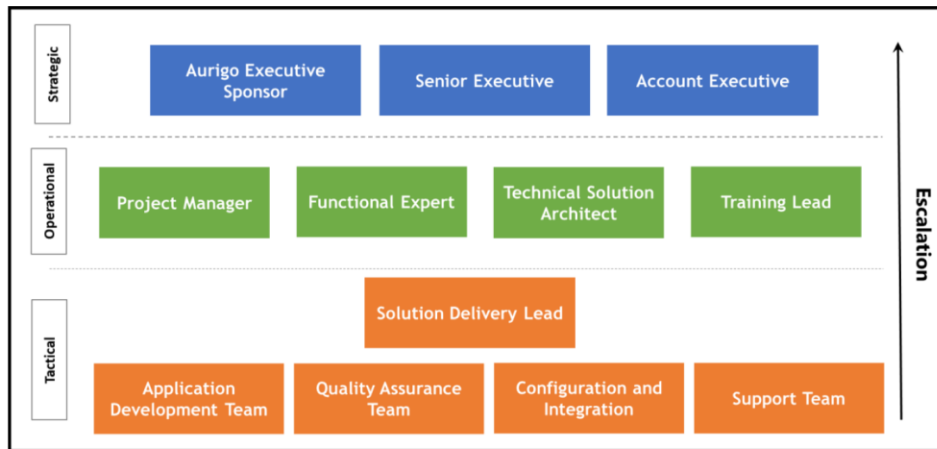 Strategic
Aurigo Executive
Sponsor
Senior Executive
Account Executive
Operational
Project Manager
Functional Expert
Technical Solution
Architect
Training Lead
Escalation
Tactical
Solution Delivery Lead
Application
Development Team
Quality Assurance
Team
Configuration and
Integration
Support Team